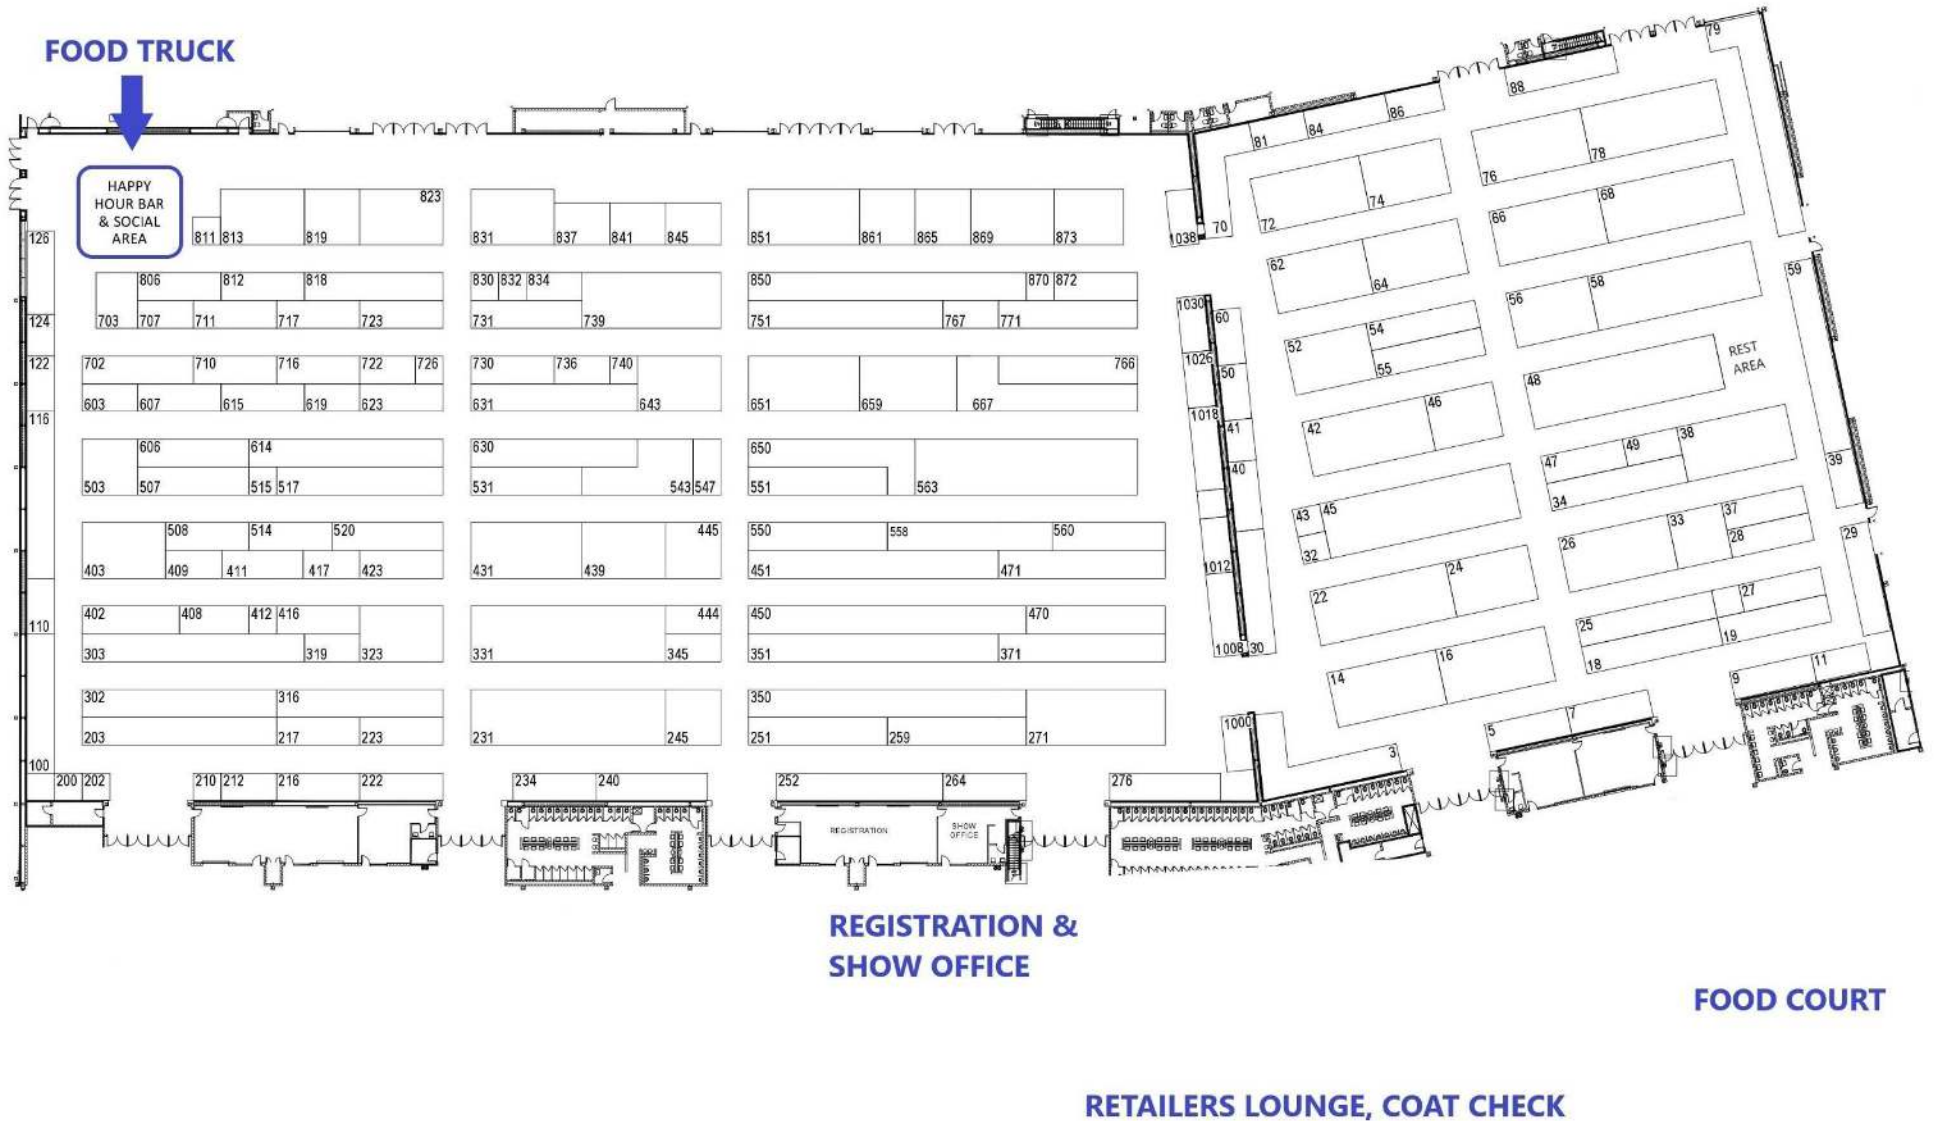 FOOD TRUCK
HAPPY
HOUR BAR
& SOCIAL
AREA
79
88
86
84
81
78
76
74
72
70
68
66
823
811 813 819
831 837 841 845
851 861 865 869 873
1038
126
806 812 818
830 832 834
850 870 872
62
64
59
58
56
124
703 707 711 717 723
731 739
751 767 771
1030
60
54
52
55
REST
AREA
122
702 710 716 722 726
730 736 740
766
1026
50
48
603 607 615 619 623
631 643
651 659 667
116
1018
41
42
46
38
49
47
39
606 614
630
650
40
34
503 507 515 517
531 543 547
551 563
43 45
37
33
29
508 514 520
445
550 558 560
32
28
26
403 409 411 417 423
431 439
451 471
1012
24
22
27
25
402 408 412 416
444
450 470
110
19
18
303 319 323
331 345
351 371
1008 30
16
14
11
9
302 316
350
1000
7
5
3
203 217 223
231 245
251 259 271
100
200 202 210 212 216 222
234 240
252 264
276
REGISTRATION
SHOW
OFFICE
REGISTRATION &
SHOW OFFICE
FOOD COURT
RETAILERS LOUNGE, COAT CHECK